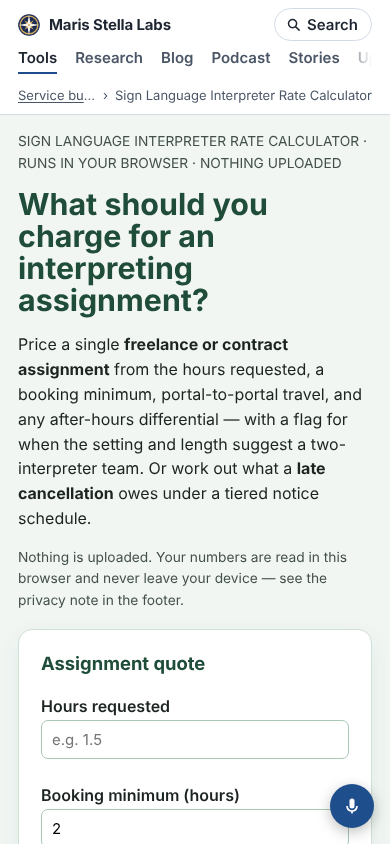 Maris Stella Labs
Search
Tools Research Blog Podcast Stories
Service bu... › Sign Language Interpreter Rate Calculator
SIGN LANGUAGE INTERPRETER RATE CALCULATOR ·
RUNS IN YOUR BROWSER · NOTHING UPLOADED
What should you
charge for an
interpreting
assignment?
Price a single freelance or contract
assignment from the hours requested, a
booking minimum, portal-to-portal travel, and
any after-hours differential — with a flag for
when the setting and length suggest a two-
interpreter team. Or work out what a late
cancellation owes under a tiered notice
schedule.
Nothing is uploaded. Your numbers are read in this
browser and never leave your device — see the
privacy note in the footer.
Assignment quote
Hours requested
e.g. 1.5
Booking minimum (hours)
2